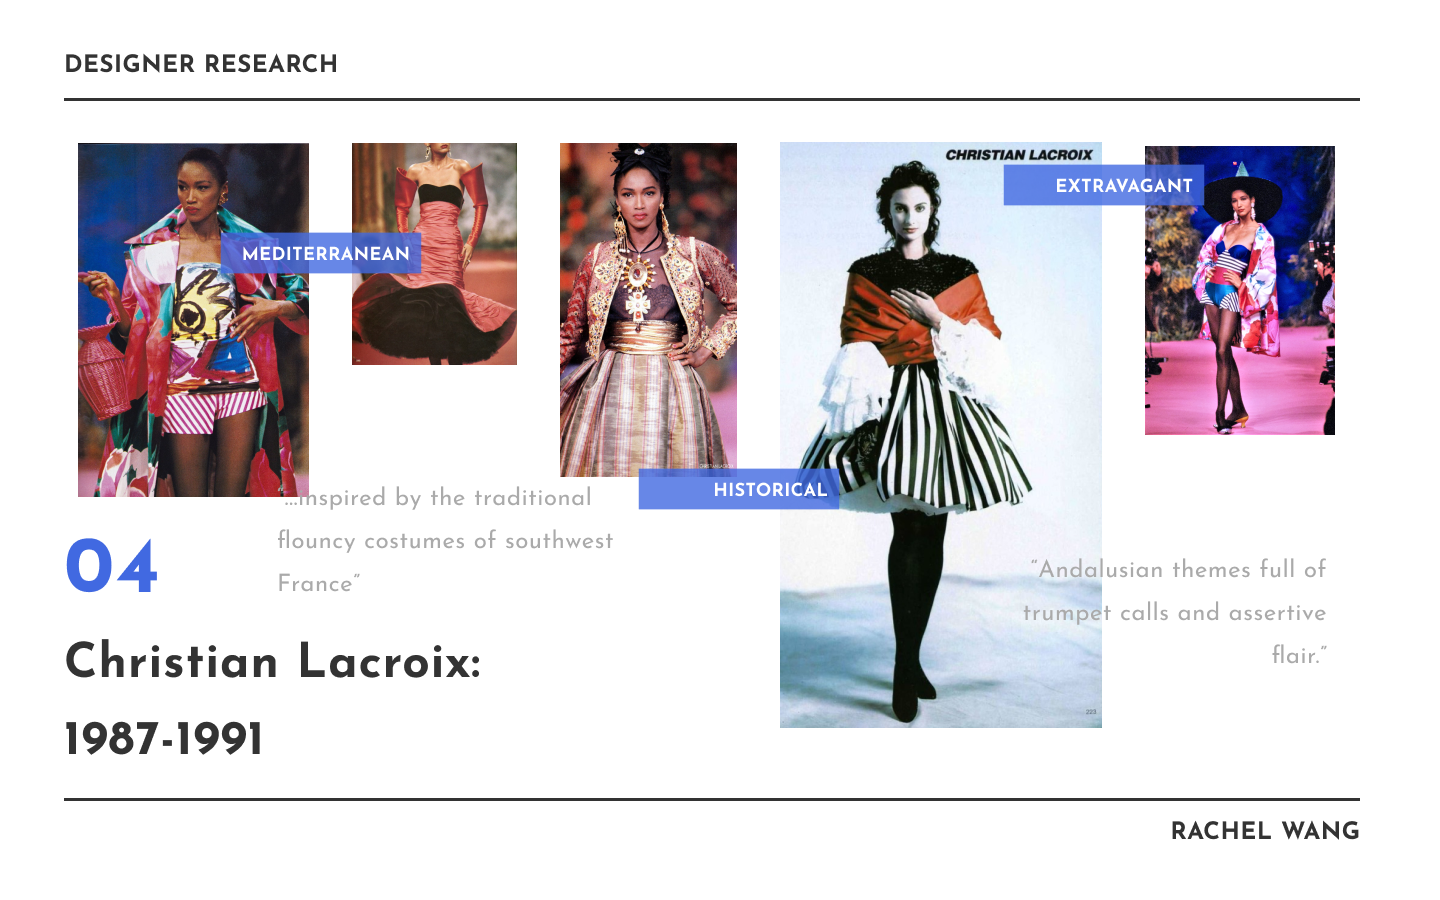 DESIGNER RESEARCH
CHRISTIAN LACROIX
EXTRAVAGANT
MEDITERRANEAN
HISTORICAL
“...inspired by the traditional
flouncy costumes of southwest
France”
04
“Andalusian themes full of
trumpet calls and assertive
flair.”
Christian Lacroix:
1987-1991
223
RACHEL WANG